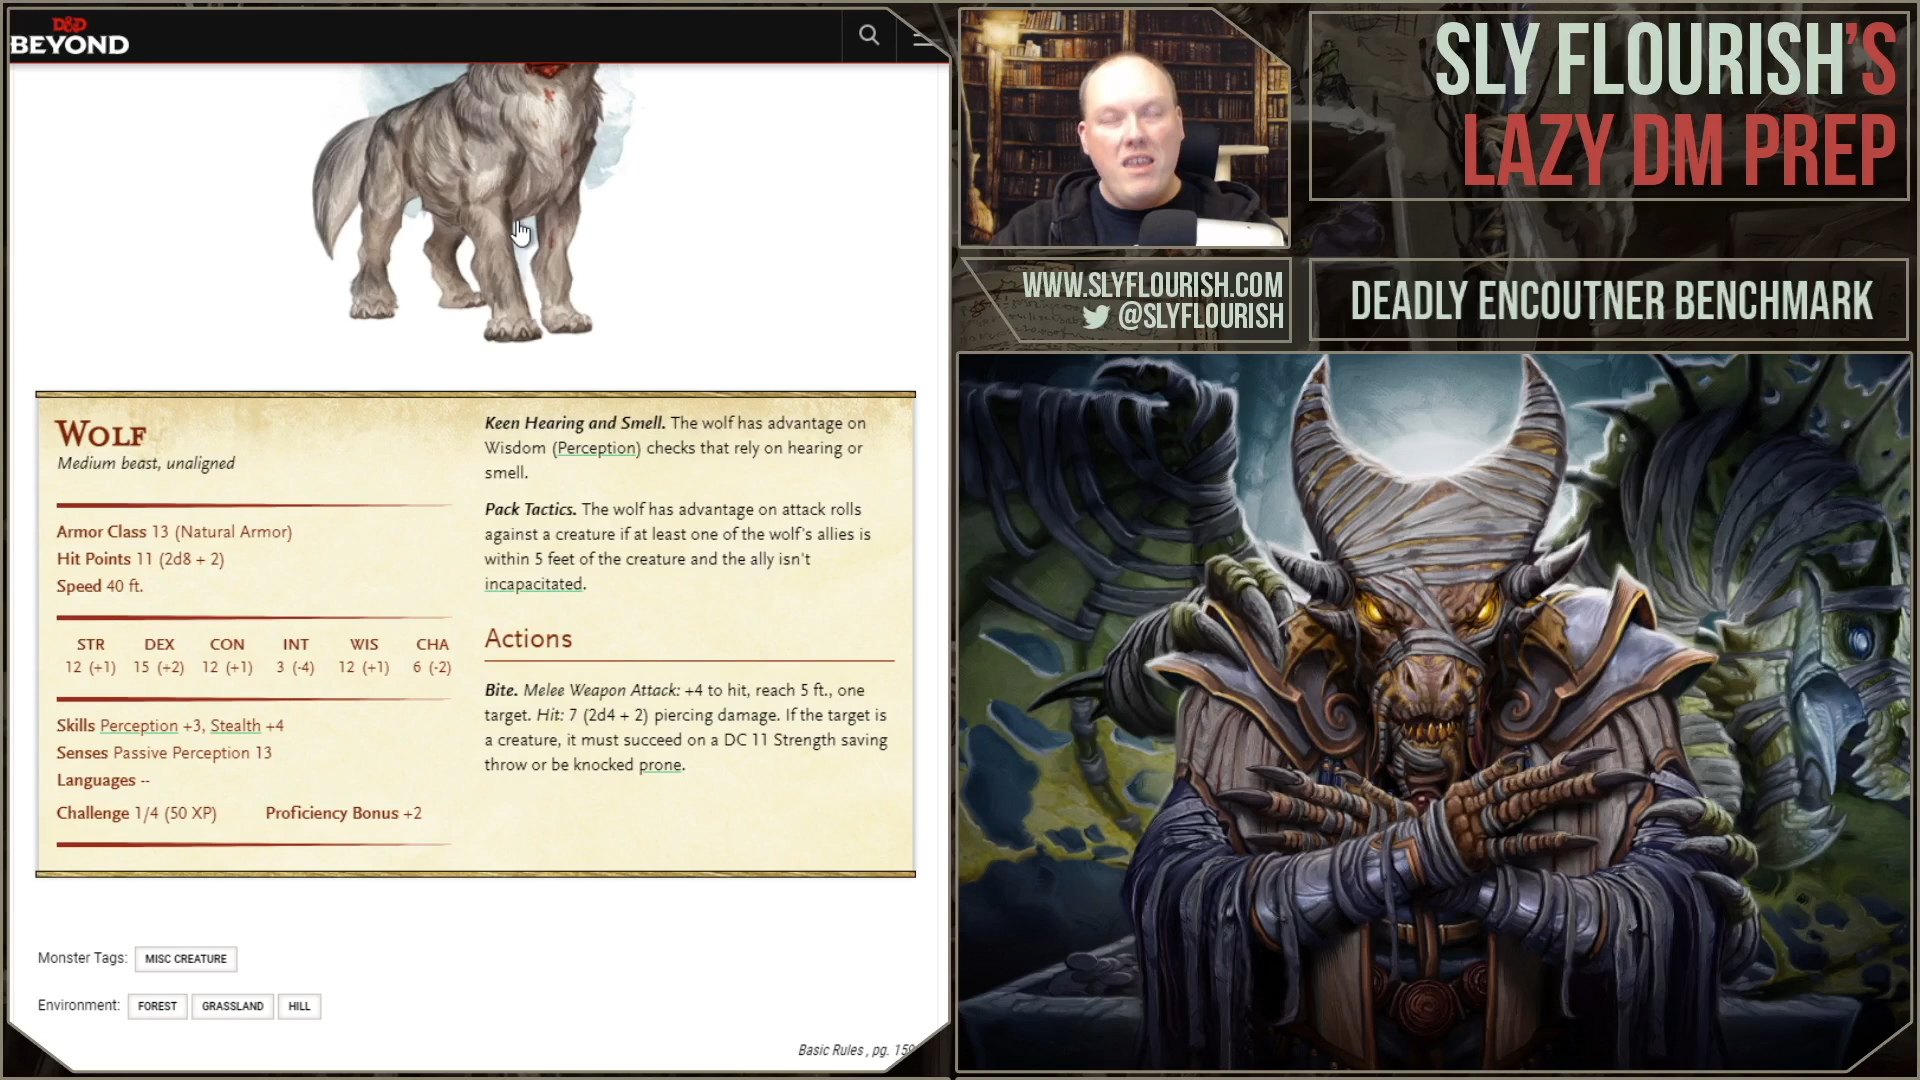 D&D
BEYOND
Wolf
Medium beast, unaligned
Armor Class 13 (Natural Armor)
Hit Points 11 (2d8 + 2)
Speed 40 ft.
STR DEX CON INT WIS CHA
12 (+1) 15 (+2) 12 (+1) 3 (-4) 12 (+1) 6 (-2)
Skills Perception +3, Stealth +4
Senses Passive Perception 13
Languages --
Challenge 1/4 (50 XP) Proficiency Bonus +2
Keen Hearing and Smell. The wolf has advantage on
Wisdom (Perception) checks that rely on hearing or
smell.
Pack Tactics. The wolf has advantage on attack rolls
against a creature if at least one of the wolf's allies is
within 5 feet of the creature and the ally isn't
incapacitated.
Actions
Bite. Melee Weapon Attack: +4 to hit, reach 5 ft., one
target. Hit: 7 (2d4 + 2) piercing damage. If the target is
a creature, it must succeed on a DC 11 Strength saving
throw or be knocked prone.
Monster Tags: MISC CREATURE
Environment: FOREST GRASSLAND HILL
Basic Rules , pg.
SLY FLOURISH'S
LAZY DM PREP
WWW.SLYFLOURISH.COM
@SLYFLOURISH
DEADLY ENCOUTNER BENCHMARK